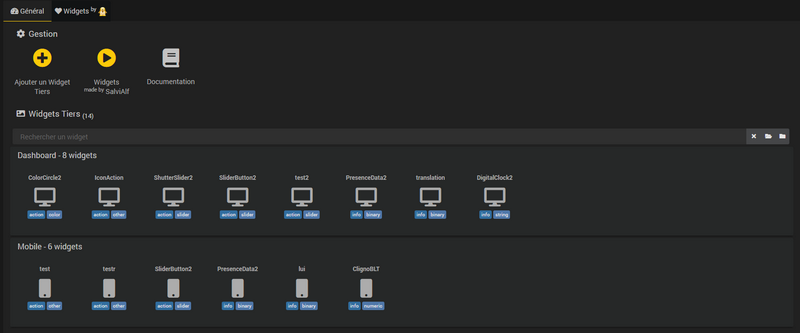 Général
Widgets by
Gestion
Ajouter un Widget Tiers
Widgets made by SalviAlf
Documentation
Widgets Tiers (14)
Rechercher un widget
Dashboard - 8 widgets
ColorCircle2 IconAction ShutterSlider2 SliderButton2 test2 PresenceData2 translation DigitalClock2
action color action other action slider action slider action slider info binary info binary info string
Mobile - 6 widgets
test testr SliderButton2 PresenceData2 lui ClignoBLT
action other action other action slider info binary info binary info numeric